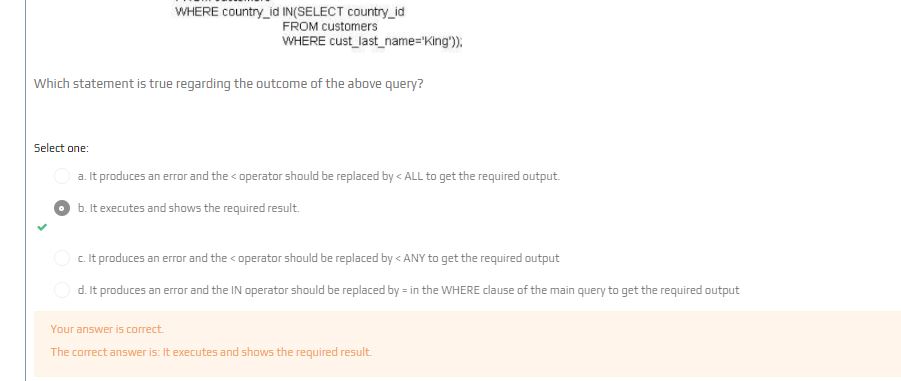 WHERE country_id IN(SELECT country_id
FROM customers
WHERE cust_last_name='King'));
Which statement is true regarding the outcome of the above query?
Select one:
a. It produces an error and the < operator should be replaced by < ALL to get the required output.
b. It executes and shows the required result.
c. It produces an error and the < operator should be replaced by < ANY to get the required output
d. It produces an error and the IN operator should be replaced by = in the WHERE clause of the main query to get the required output
Your answer is correct.
The correct answer is: It executes and shows the required result.